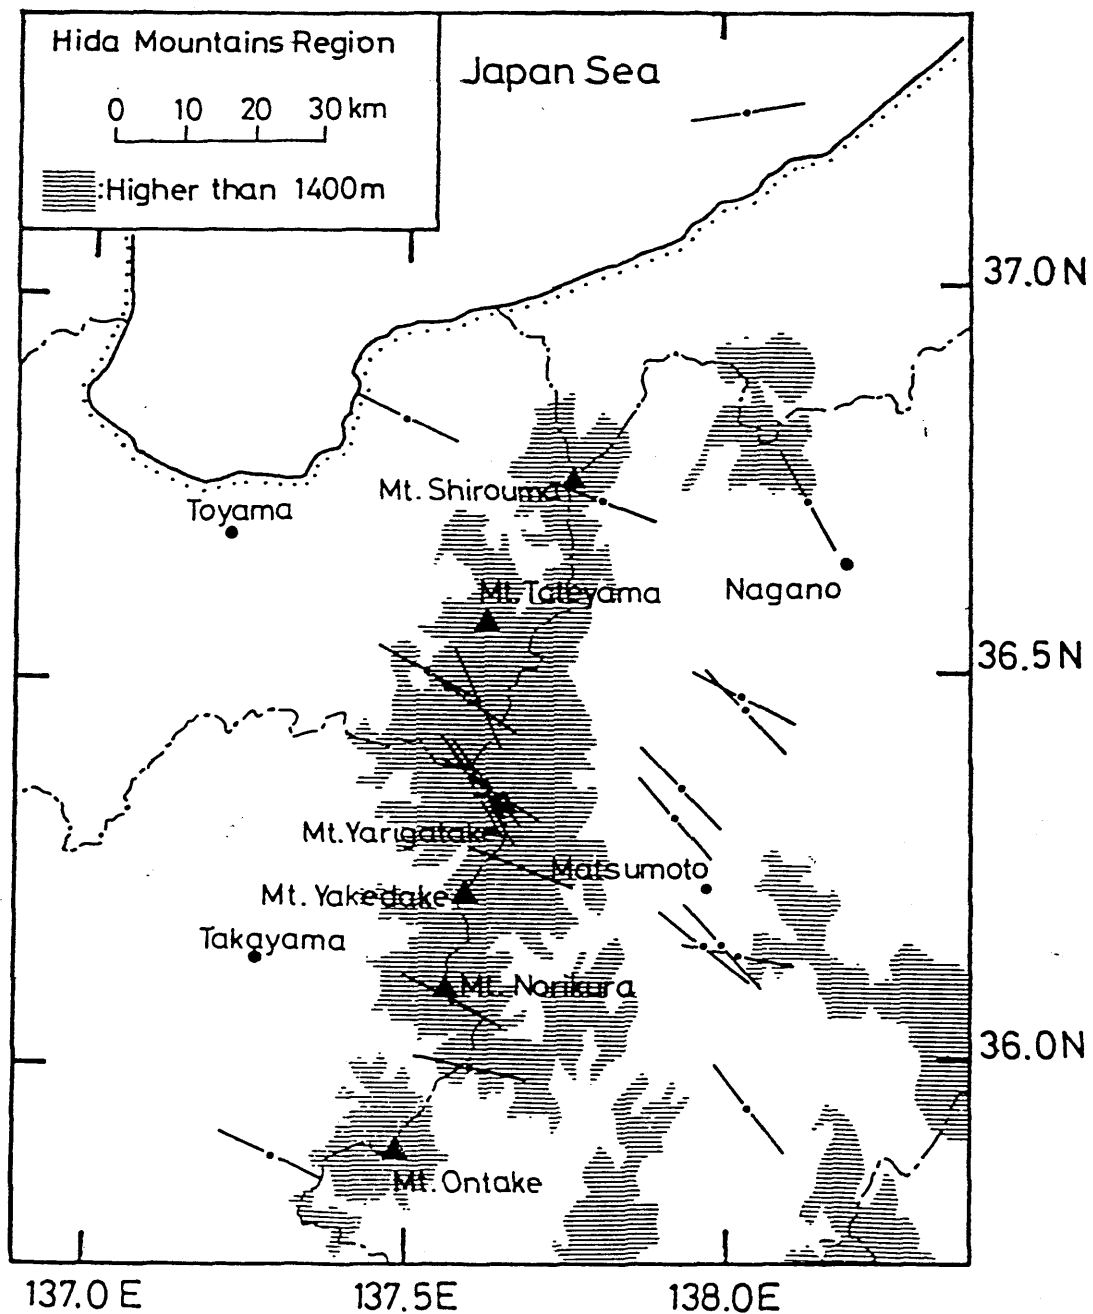 Hida Mountains Region
0 10 20 30 km
:Higher than 1400m
Japan Sea
37.0 N
Mt. Shirouma
Toyama
Mt. Tateyama
Nagano
36.5 N
Mt. Yarigatake
Matsumoto
Mt. Yakedake
Takayama
Mt. Norikura
36.0 N
Mt. Ontake
137.0 E 137.5 E 138.0 E